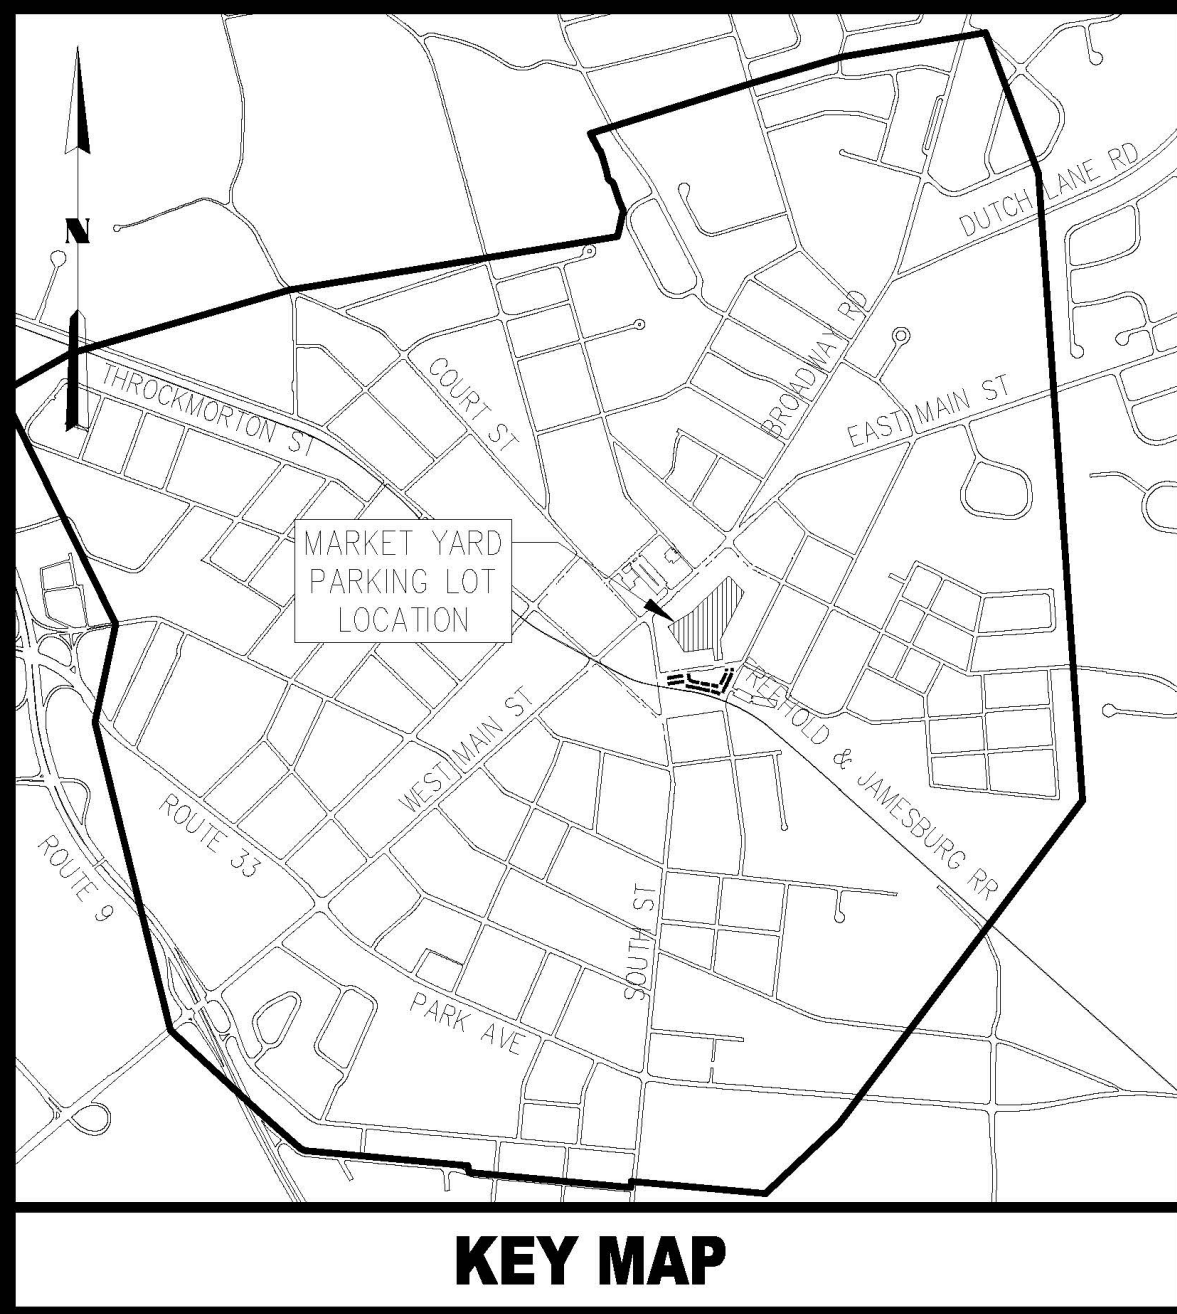 N
DUTCH LANE RD
BROADWAY RD
COURT ST
THROCKMORTON ST
EAST MAIN ST
MARKET YARD
PARKING LOT
LOCATION
WEST MAIN ST
FREEHOLD & JAMESBURG RR
ROUTE 33
ROUTE 9
SOUTH ST
PARK AVE
KEY MAP